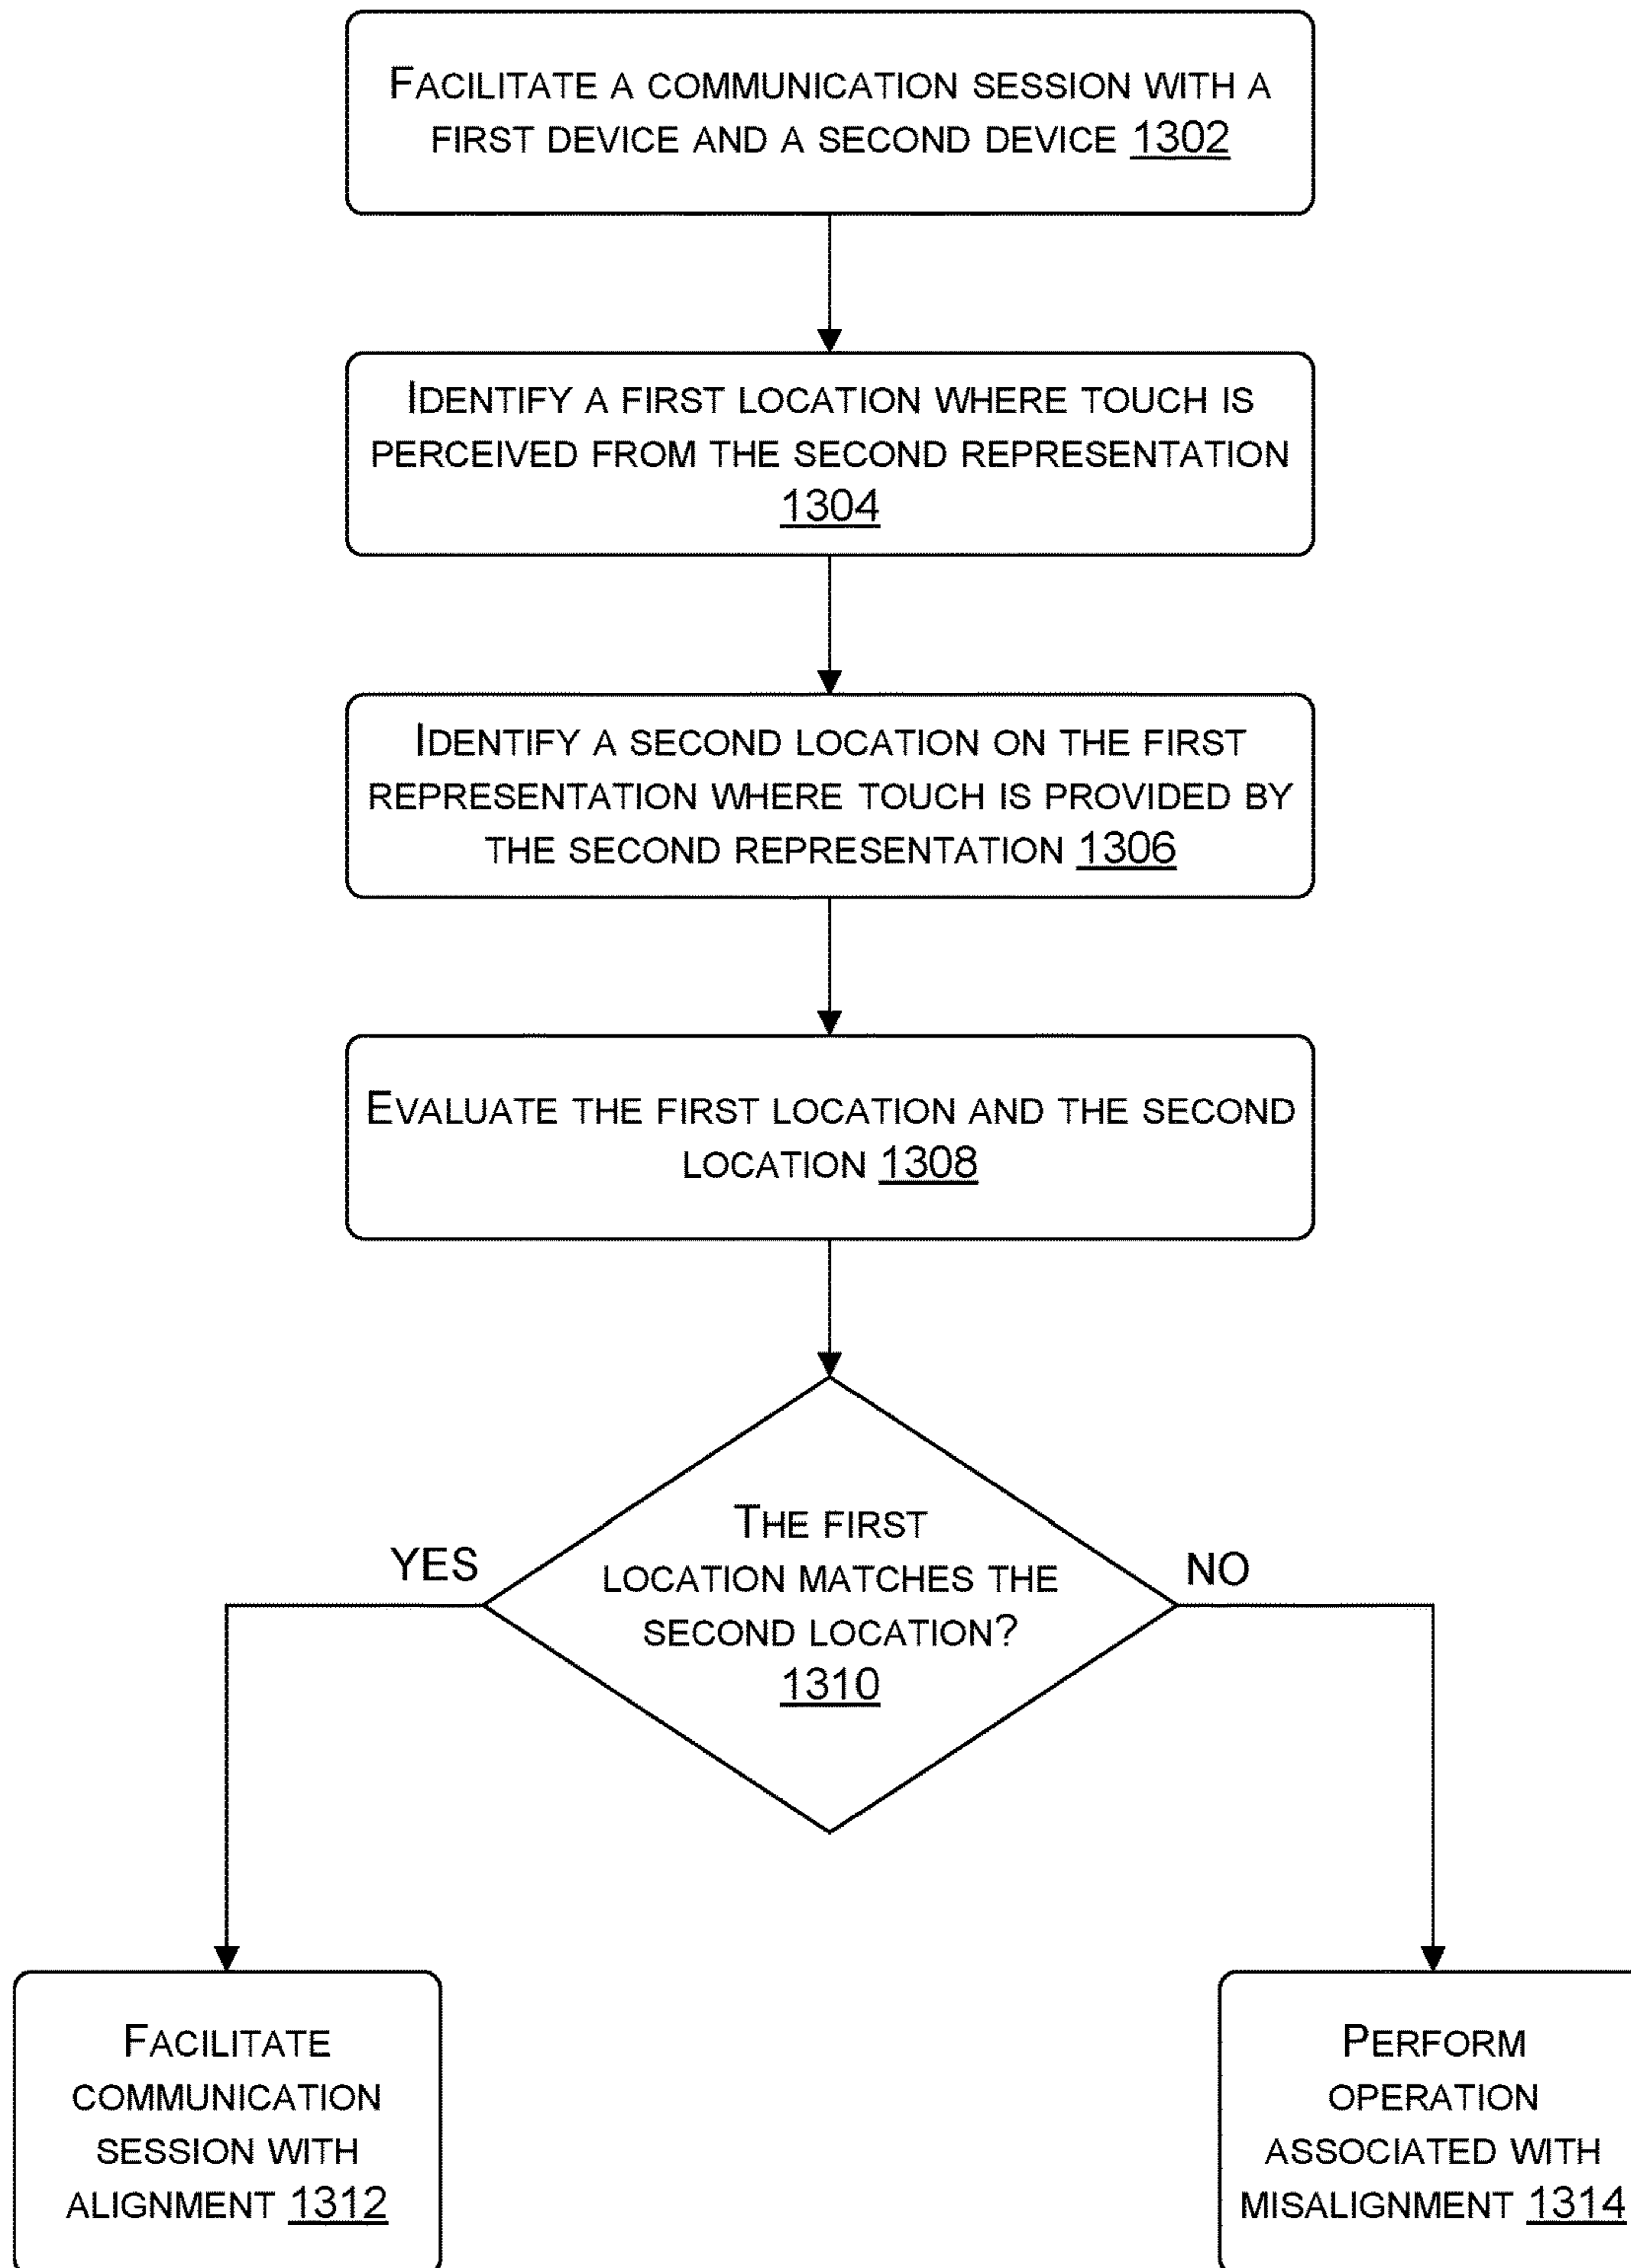 FACILITATE A COMMUNICATION SESSION WITH A
FIRST DEVICE AND A SECOND DEVICE 1302
IDENTIFY A FIRST LOCATION WHERE TOUCH IS
PERCEIVED FROM THE SECOND REPRESENTATION
1304
IDENTIFY A SECOND LOCATION ON THE FIRST
REPRESENTATION WHERE TOUCH IS PROVIDED BY
THE SECOND REPRESENTATION 1306
EVALUATE THE FIRST LOCATION AND THE SECOND
LOCATION 1308
THE FIRST
LOCATION MATCHES THE
SECOND LOCATION?
1310
YES
NO
FACILITATE
COMMUNICATION
SESSION WITH
ALIGNMENT 1312
PERFORM
OPERATION
ASSOCIATED WITH
MISALIGNMENT 1314